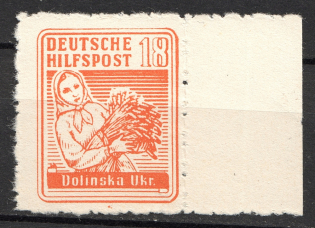 DEUTSCHE
HILFSPOST 18
Dolinska Ukr.